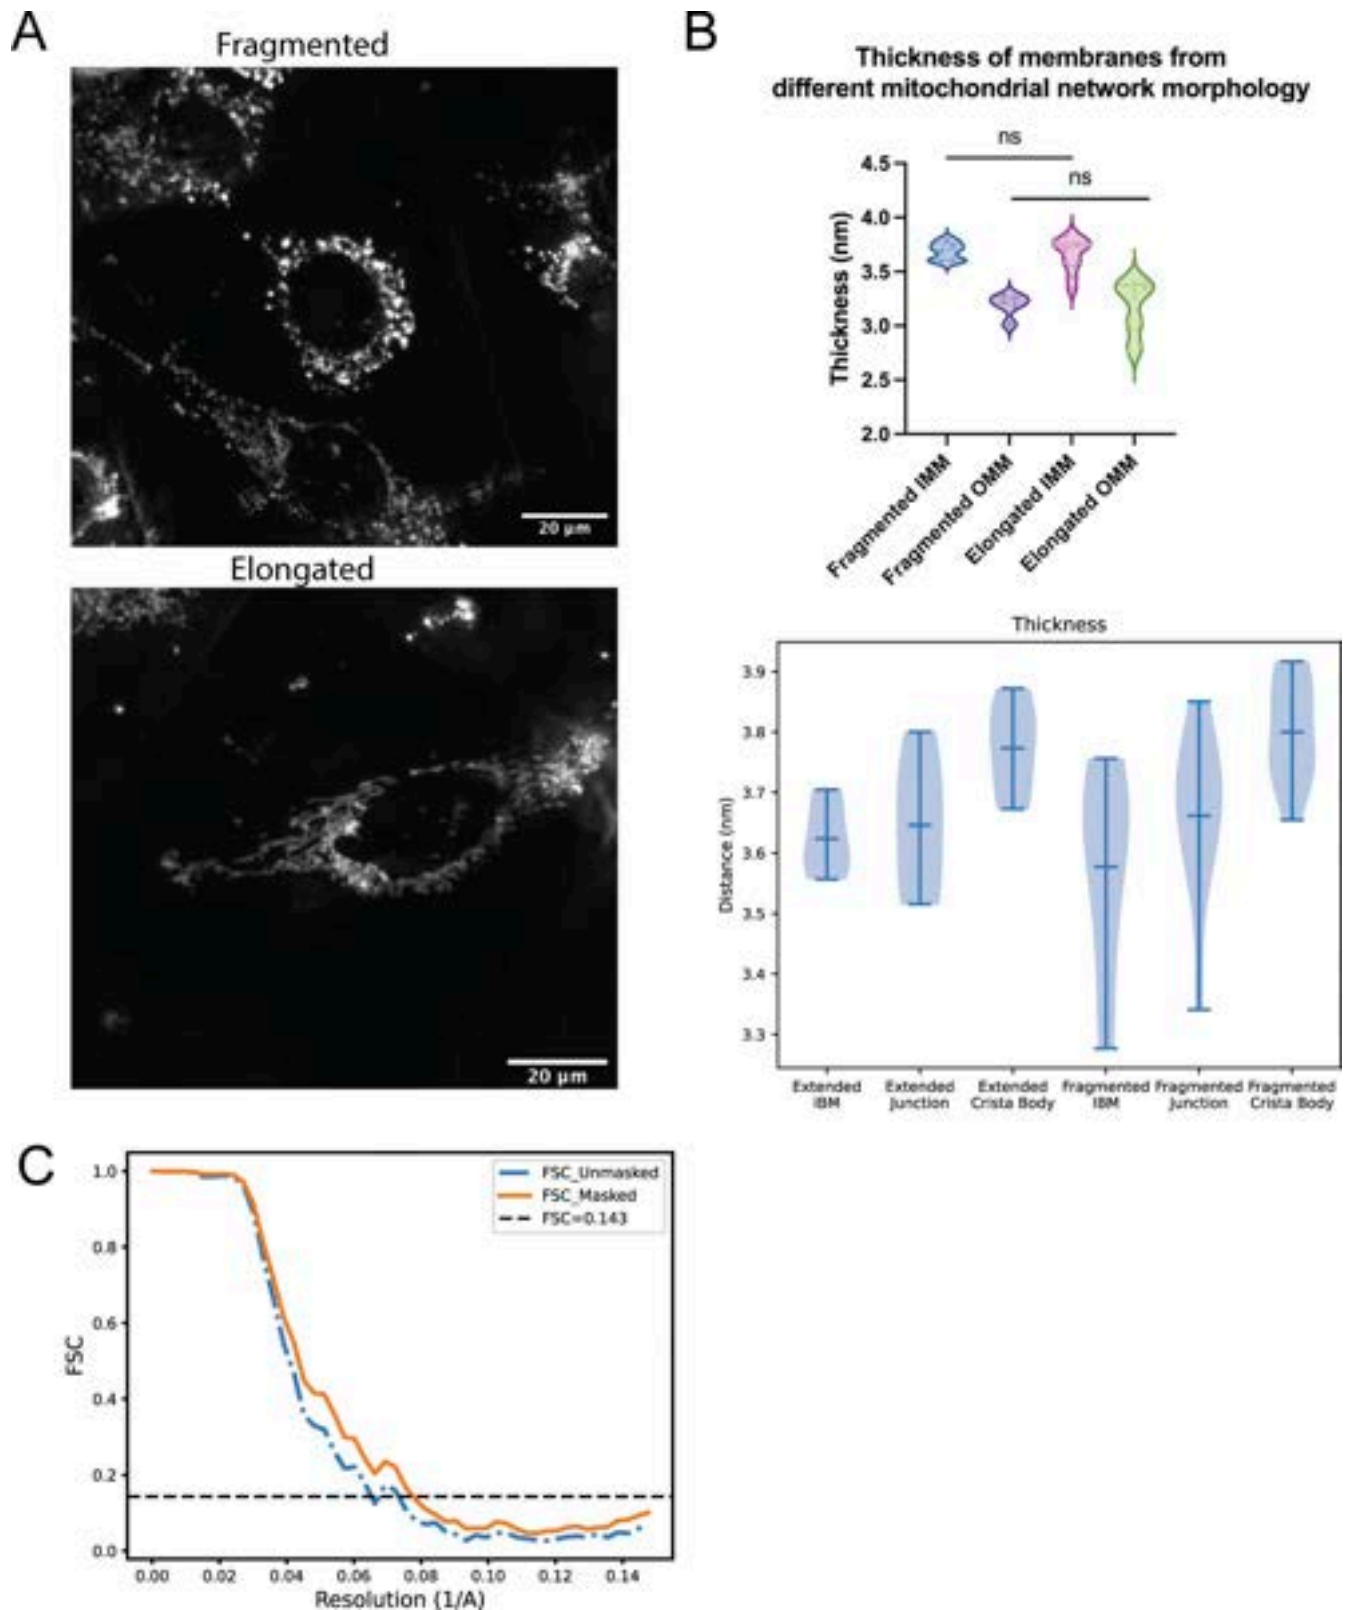 A
Fragmented
20 µm
Elongated
20 µm
B
Thickness of membranes from
different mitochondrial network morphology
ns
ns
4.5
4.0
3.5
3.0
2.5
2.0
Thickness (nm)
Fragmented IMM
Fragmented OMM
Elongated IMM
Elongated OMM
Thickness
3.9
3.8
3.7
3.6
3.5
3.4
3.3
Distance (nm)
Extended IBM
Extended Junction
Extended Crista Body
Fragmented IBM
Fragmented Junction
Fragmented Crista Body
C
1.0
0.8
0.6
0.4
0.2
0.0
FSC
FSC_Unmasked
FSC_Masked
FSC=0.143
0.00 0.02 0.04 0.06 0.08 0.10 0.12 0.14
Resolution (1/A)